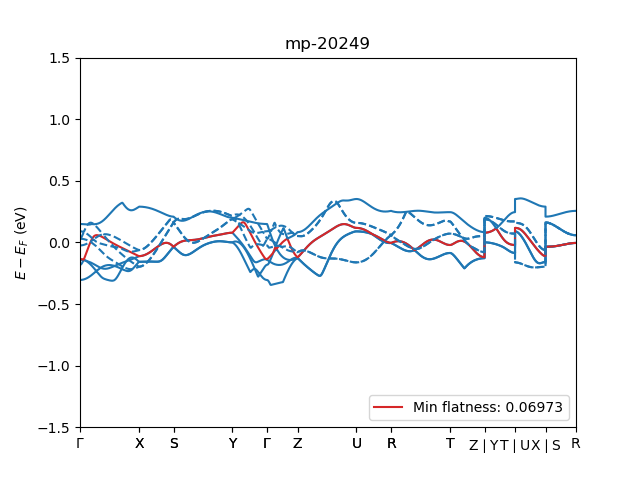 mp-20249
1.5
1.0
0.5
0.0
−0.5
−1.0
−1.5
E − E_F (eV)
Min flatness: 0.06973
Γ X S Y Γ Z U R T Z | Y T | U X | S R